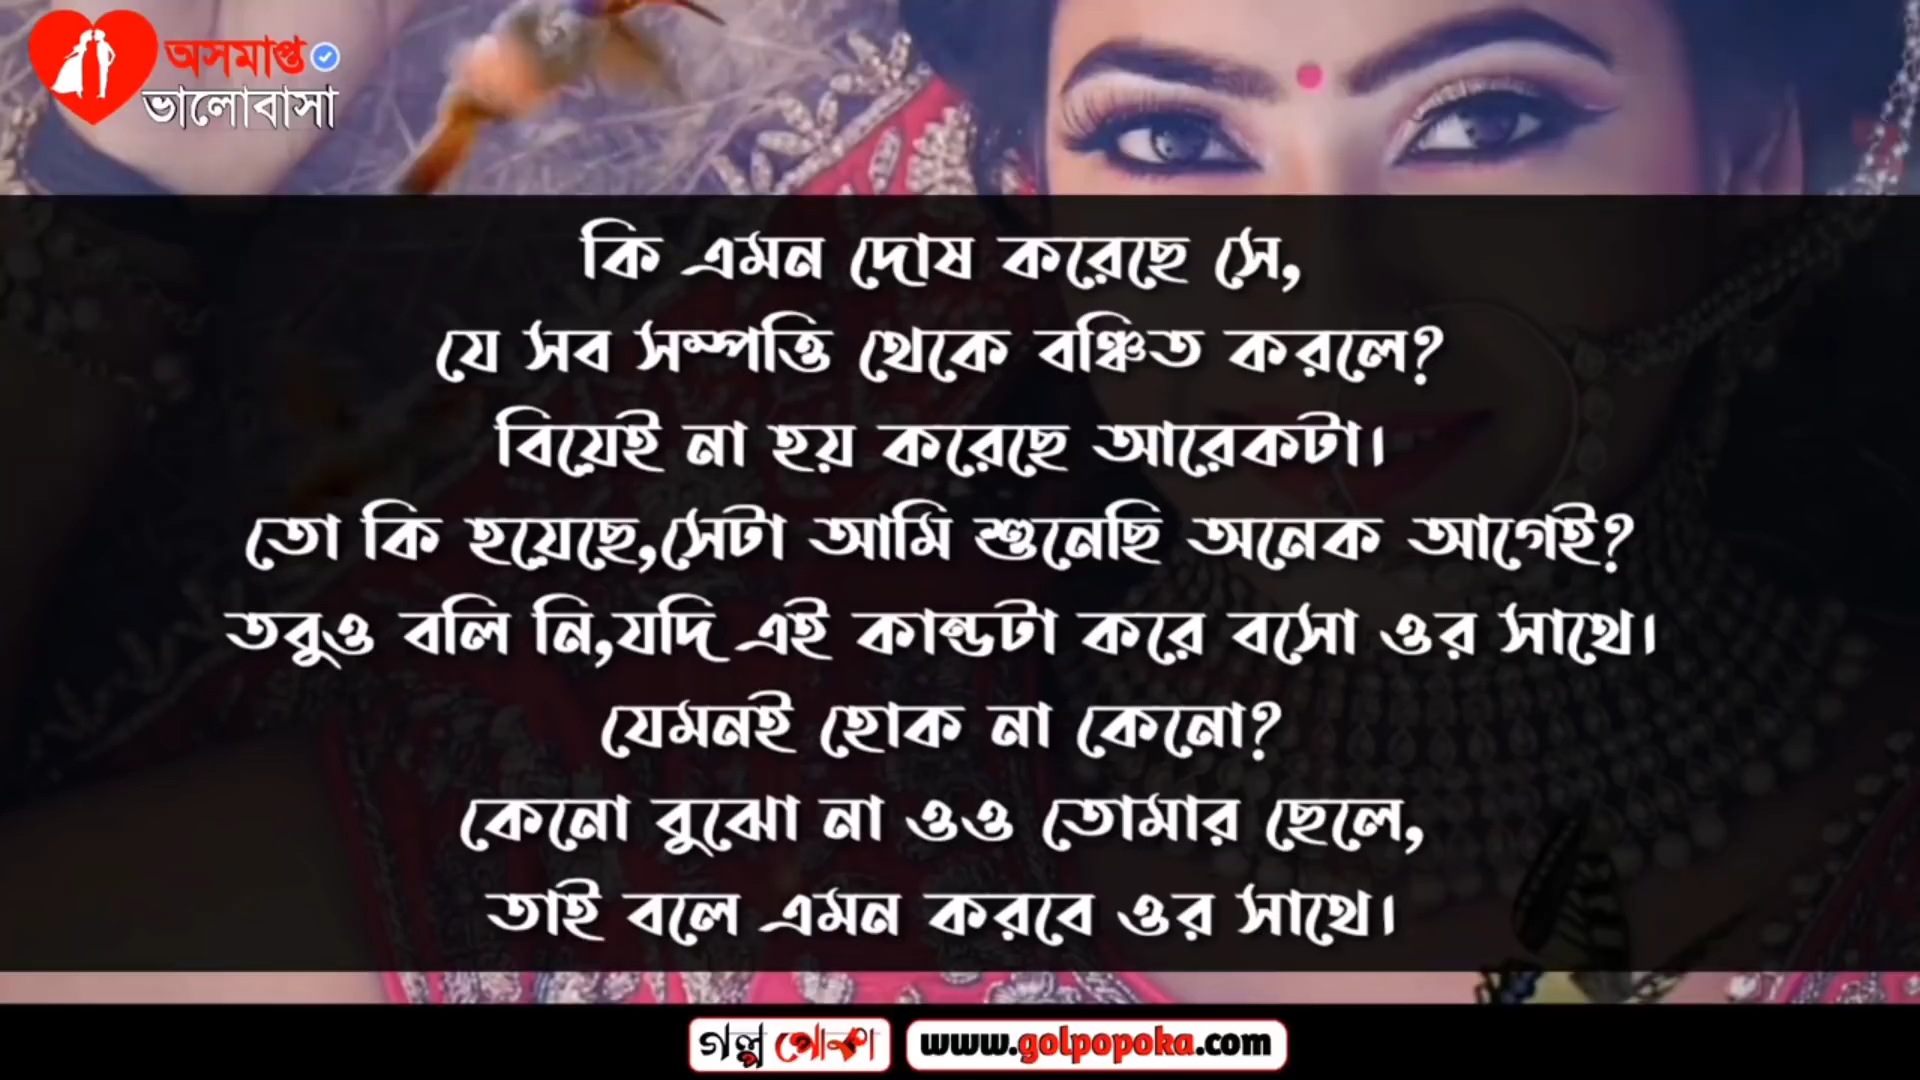 অসমাপ্ত
ভালোবাসা
কি এমন দোষ করেছে সে,
যে সব সম্পত্তি থেকে বঞ্চিত করলে?
বিয়েই না হয় করেছে আরেকটা।
তো কি হয়েছে,সেটা আমি শুনেছি অনেক আগেই?
তবুও বলি নি,যদি এই কান্ডটা করে বসো ওর সাথে।
যেমনই হোক না কেনো?
কেনো বুঝো না ওও তোমার ছেলে,
তাই বলে এমন করবে ওর সাথে।
গল্প পোকা www.golpopoka.com